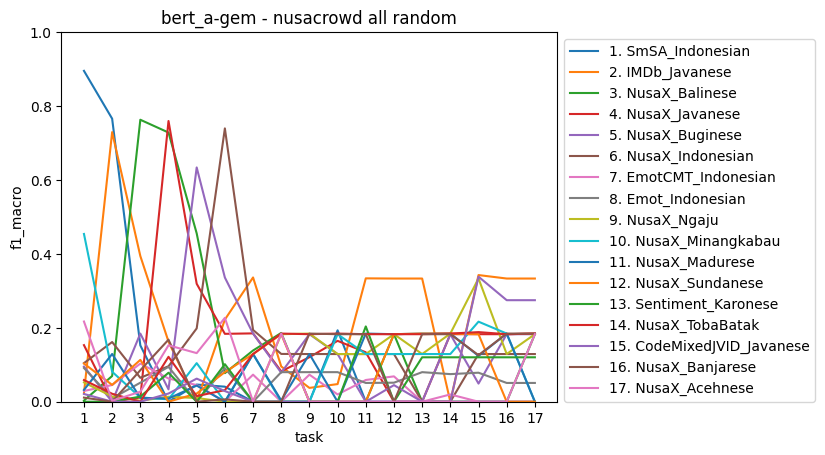 bert_a-gem - nusacrowd all random
1.0
0.8
0.6
0.4
0.2
0.0
f1_macro
1 2 3 4 5 6 7 8 9 10 11 12 13 14 15 16 17
task
1. SmSA_Indonesian
2. IMDb_Javanese
3. NusaX_Balinese
4. NusaX_Javanese
5. NusaX_Buginese
6. NusaX_Indonesian
7. EmotCMT_Indonesian
8. Emot_Indonesian
9. NusaX_Ngaju
10. NusaX_Minangkabau
11. NusaX_Madurese
12. NusaX_Sundanese
13. Sentiment_Karonese
14. NusaX_TobaBatak
15. CodeMixedJVID_Javanese
16. NusaX_Banjarese
17. NusaX_Acehnese